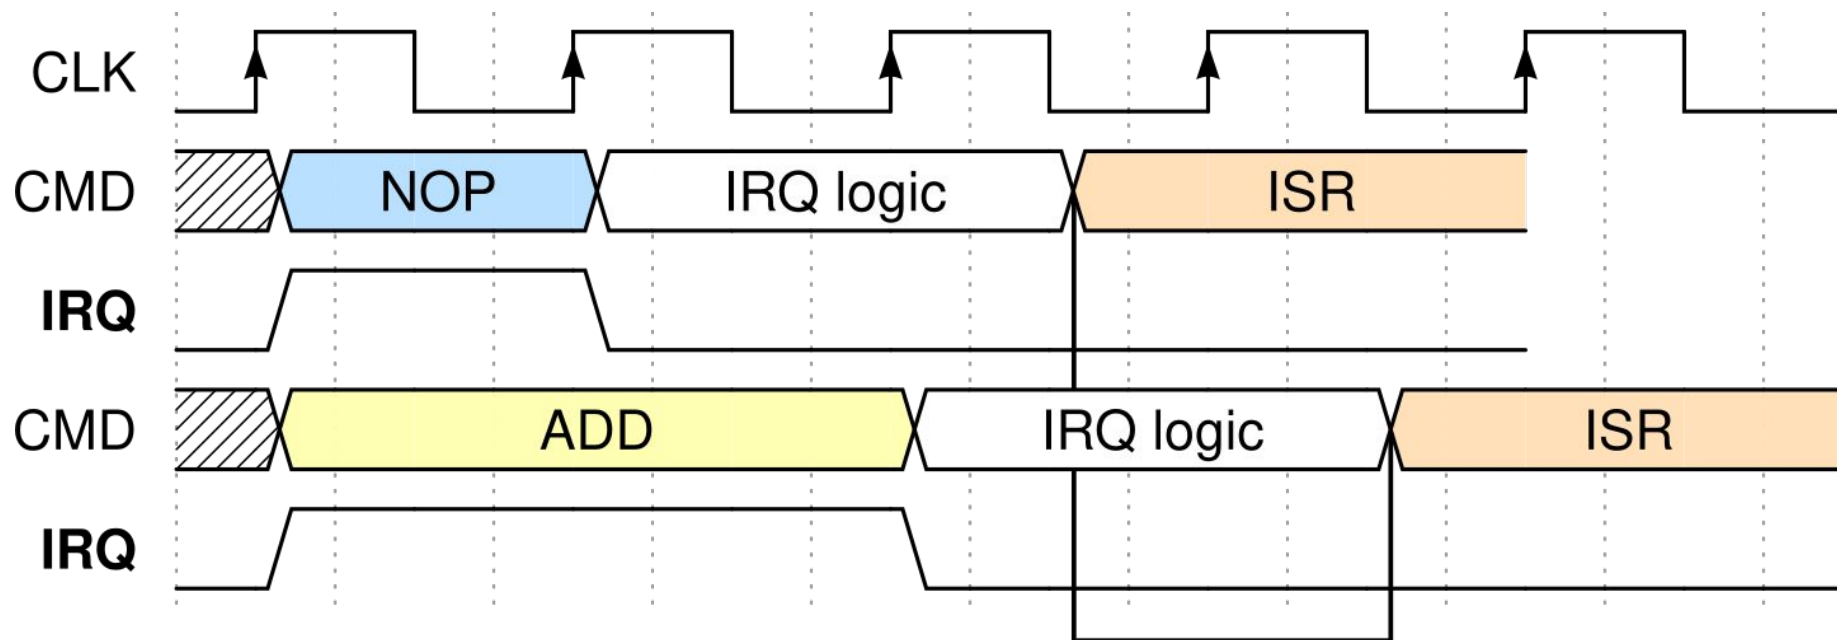 CLK
CMD NOP IRQ logic ISR
IRQ
CMD ADD IRQ logic ISR
IRQ